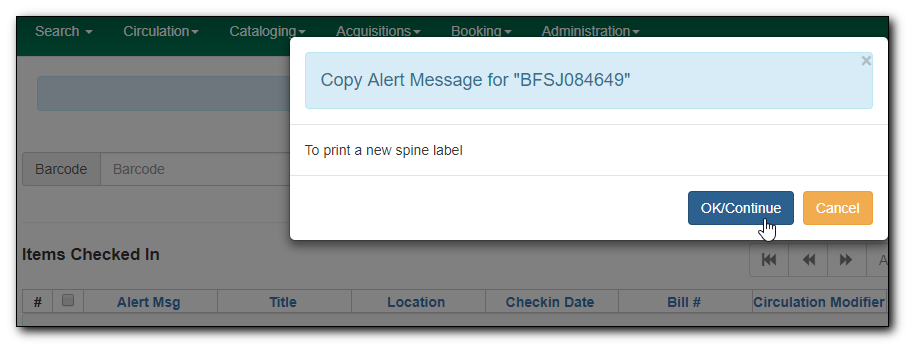 Search Circulation Cataloging Acquisitions Booking Administration
×
Copy Alert Message for "BFSJ084649"
To print a new spine label
Barcode Barcode
OK/Continue Cancel
Items Checked In
A
# Alert Msg Title Location Checkin Date Bill # Circulation Modifier